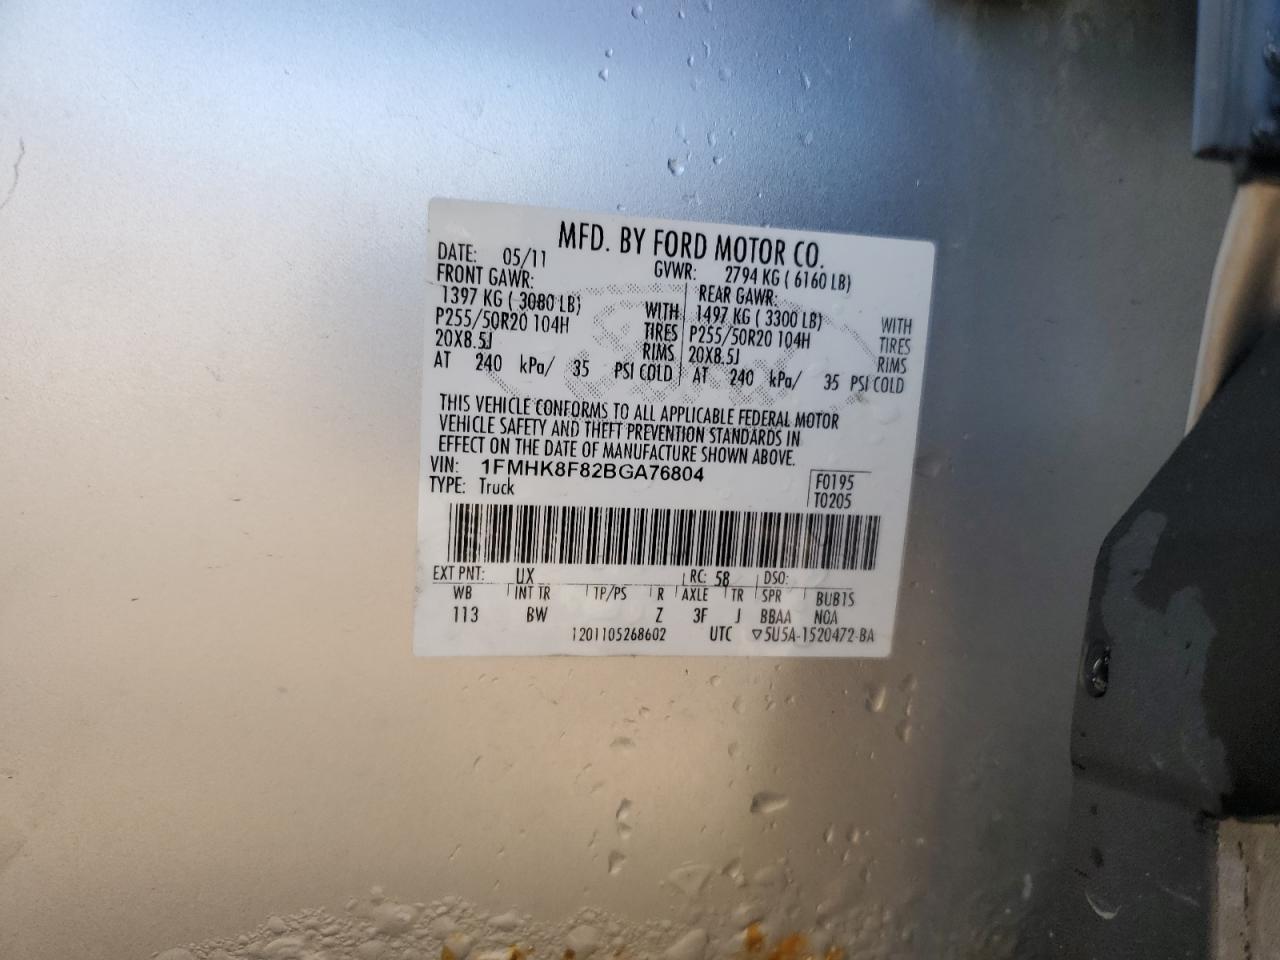 MFD. BY FORD MOTOR CO.
DATE: 05/11 GVWR: 2794 KG ( 6160 LB)
FRONT GAWR: REAR GAWR:
1397 KG ( 3080 LB) WITH 1497 KG ( 3300 LB) WITH
P255/50R20 104H TIRES P255/50R20 104H TIRES
20X8.5J RIMS 20X8.5J RIMS
AT 240 kPa/ 35 PSI COLD AT 240 kPa/ 35 PSI COLD
THIS VEHICLE CONFORMS TO ALL APPLICABLE FEDERAL MOTOR
VEHICLE SAFETY AND THEFT PREVENTION STANDARDS IN
EFFECT ON THE DATE OF MANUFACTURE SHOWN ABOVE.
VIN: 1FMHK8F82BGA76804 F0195
TYPE: Truck T0205
EXT PNT: UX RC: 58 DSO:
WB INT TR TP/PS R AXLE TR SPR BUBTS
113 BW Z 3F J BBAA NOA
1201105268602 UTC ▽5U5A-1520472-BA